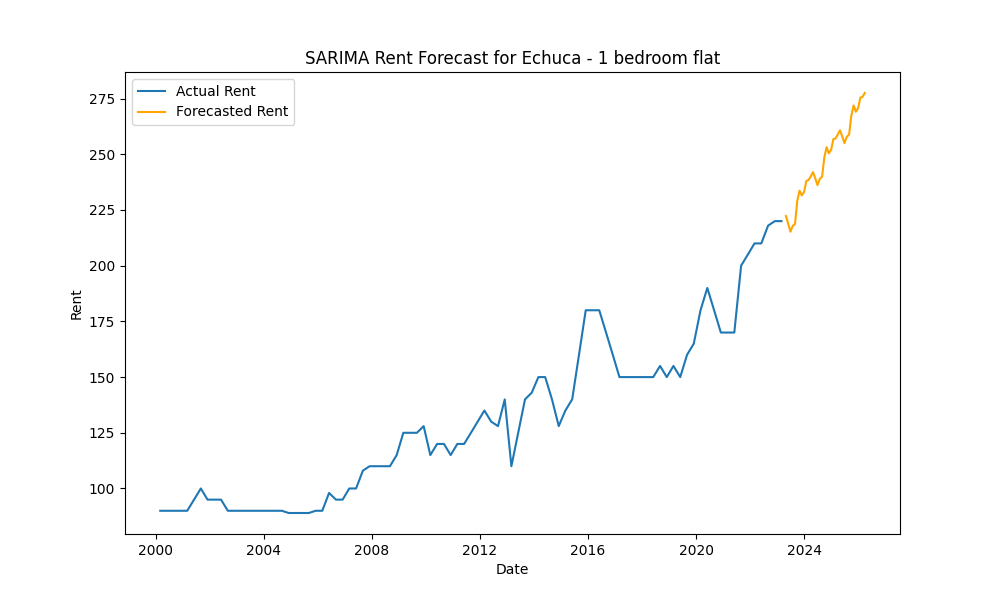 SARIMA Rent Forecast for Echuca - 1 bedroom flat
Actual Rent
Forecasted Rent
275
250
225
200
175
150
125
100
Rent
2000 2004 2008 2012 2016 2020 2024
Date